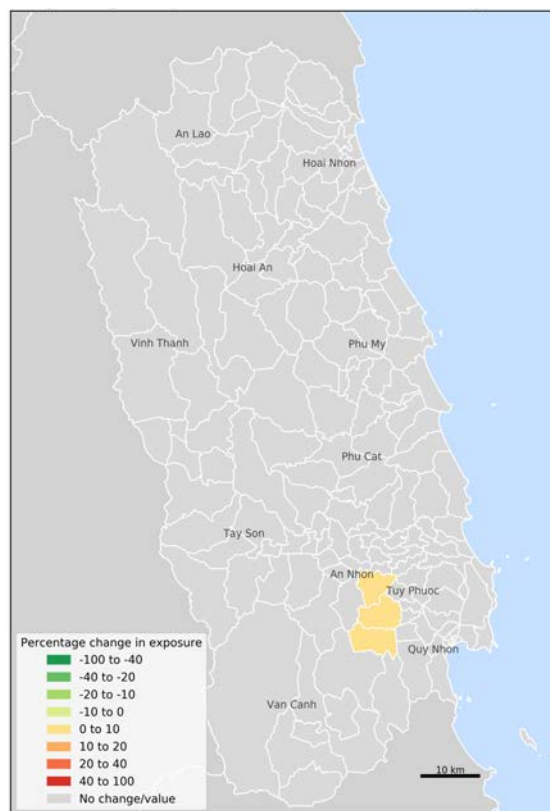 An Lao
Hoai Nhon
Hoai An
Vinh Thanh
Phu My
Phu Cat
Tay Son
An Nhon
Tuy Phuoc
Quy Nhon
Van Canh
Percentage change in exposure
-100 to -40
-40 to -20
-20 to -10
-10 to 0
0 to 10
10 to 20
20 to 40
40 to 100
No change/value
10 km